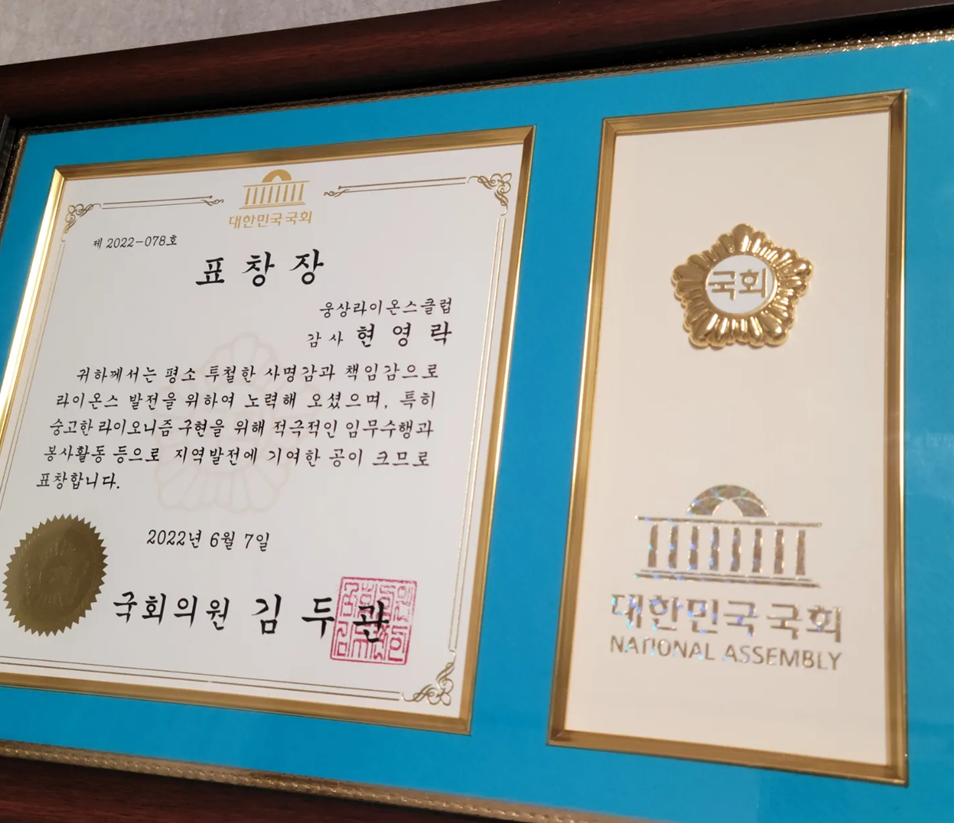 대한민국국회
제 2022-078호
표 창 장
웅상라이온스클럽
감사 현 영 락
귀하께서는 평소 투철한 사명감과 책임감으로
라이온스 발전을 위하여 노력해 오셨으며, 특히
숭고한 라이오니즘 구현을 위해 적극적인 임무수행과
봉사활동 등으로 지역발전에 기여한 공이 크므로
표창합니다.
2022년 6월 7일
국회의원 김 두 관
국회
대한민국국회
NATIONAL ASSEMBLY